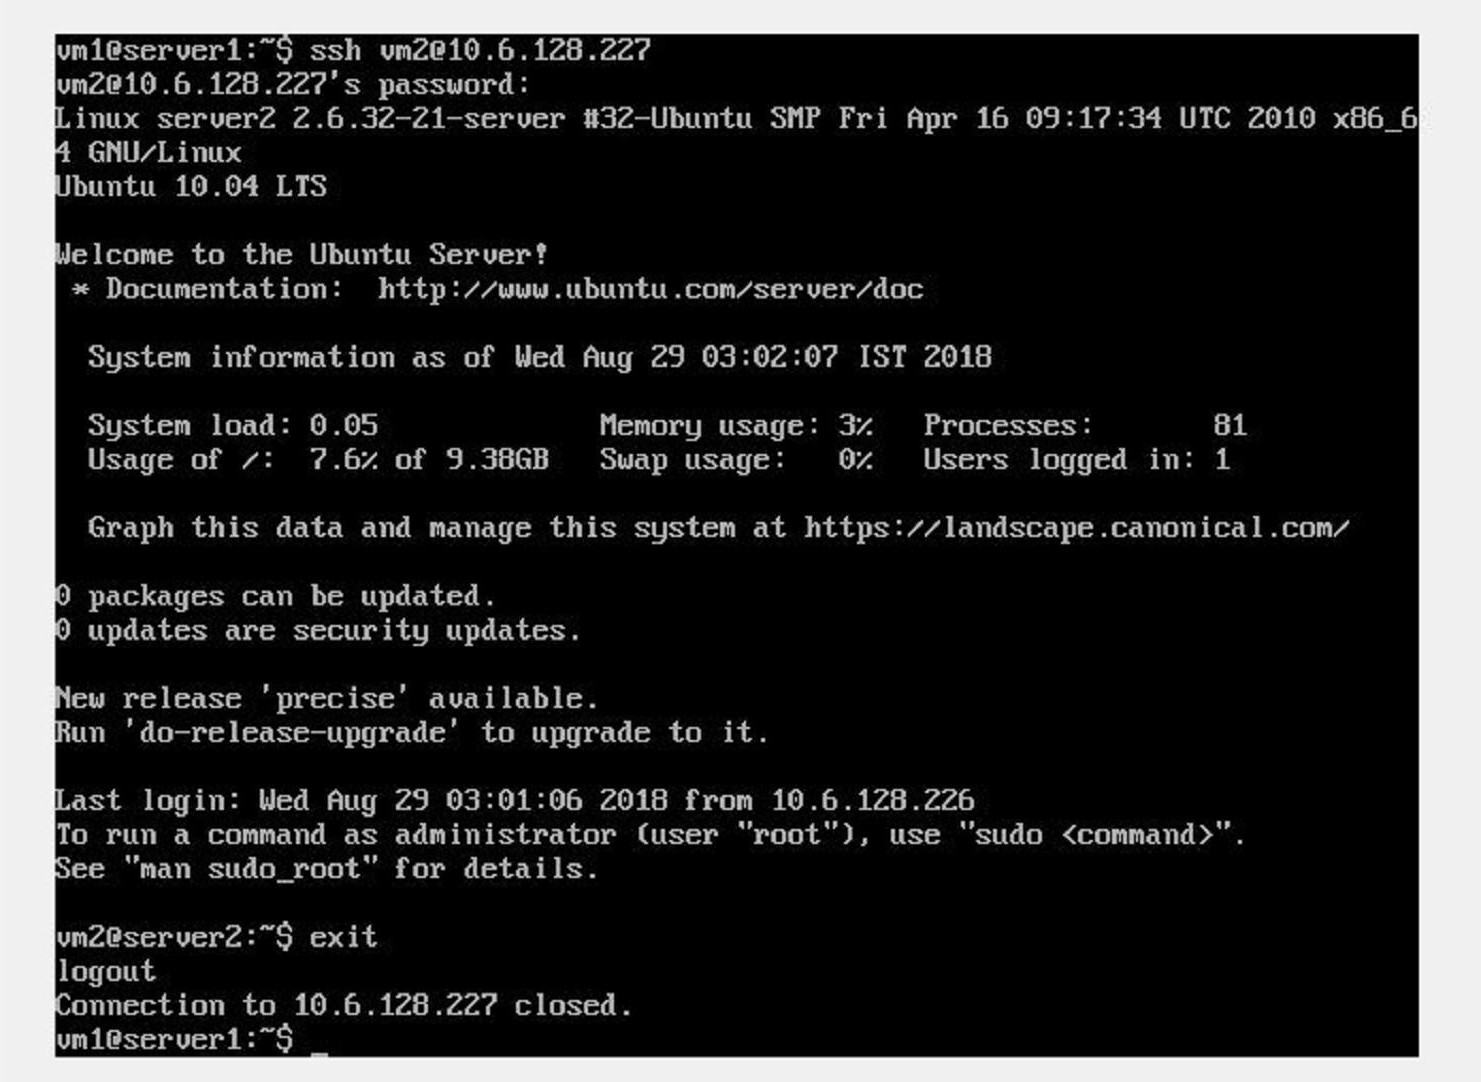 vm1@server1:~$ ssh vm2@10.6.128.227
vm2@10.6.128.227's password:
Linux server2 2.6.32-21-server #32-Ubuntu SMP Fri Apr 16 09:17:34 UTC 2010 x86_6
4 GNU/Linux
Ubuntu 10.04 LTS
Welcome to the Ubuntu Server!
* Documentation:  http://www.ubuntu.com/server/doc
System information as of Wed Aug 29 03:02:07 IST 2018
System load: 0.05             Memory usage: 3%   Processes:       81
Usage of /:  7.6% of 9.38GB   Swap usage:   0%   Users logged in: 1
Graph this data and manage this system at https://landscape.canonical.com/
0 packages can be updated.
0 updates are security updates.
New release 'precise' available.
Run 'do-release-upgrade' to upgrade to it.
Last login: Wed Aug 29 03:01:06 2018 from 10.6.128.226
To run a command as administrator (user "root"), use "sudo <command>".
See "man sudo_root" for details.
vm2@server2:~$ exit
logout
Connection to 10.6.128.227 closed.
vm1@server1:~$ _